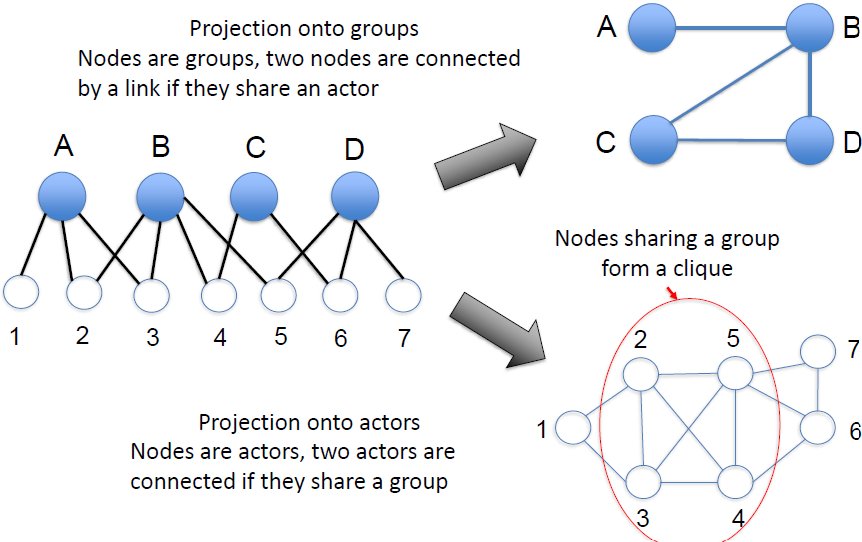 Projection onto groups
Nodes are groups, two nodes are connected
by a link if they share an actor
A B
C D
A B C D
1 2 3 4 5 6 7
Nodes sharing a group
form a clique
2 5
7
1
6
3 4
Projection onto actors
Nodes are actors, two actors are
connected if they share a group